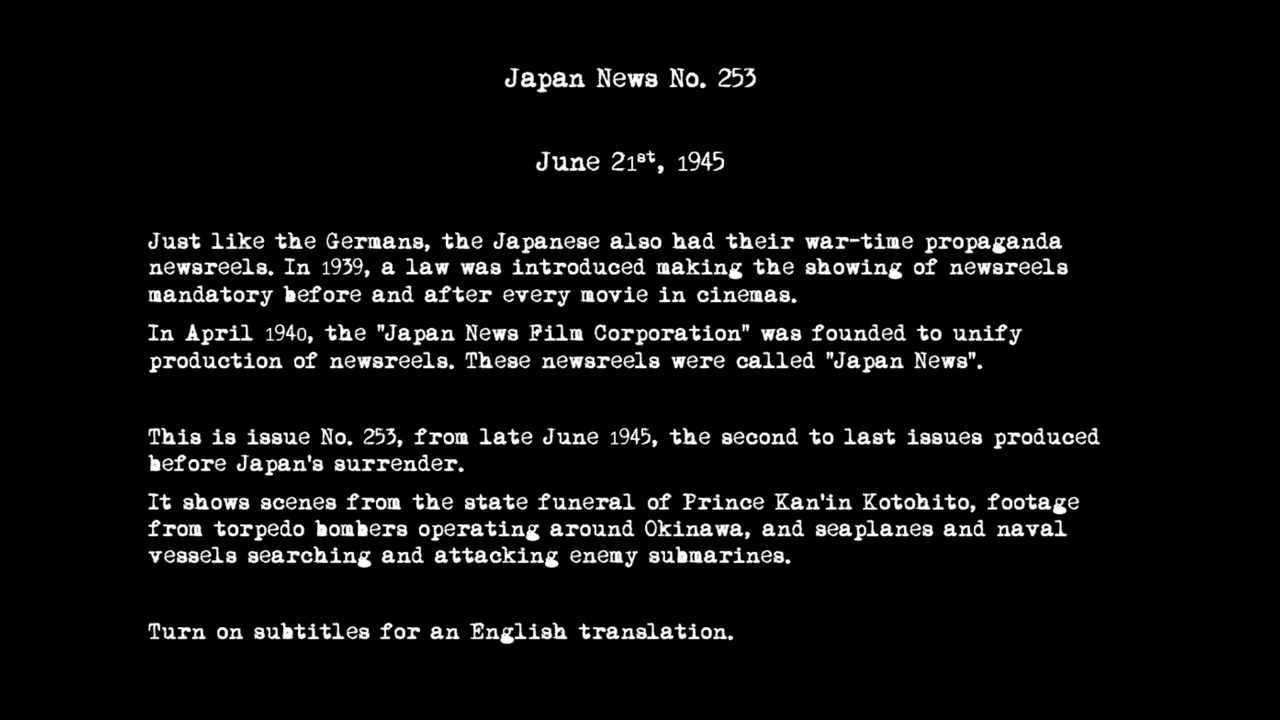 Japan News No. 253
June 21st, 1945
Just like the Germans, the Japanese also had their war-time propaganda
newsreels. In 1939, a law was introduced making the showing of newsreels
mandatory before and after every movie in cinemas.
In April 1940, the "Japan News Film Corporation" was founded to unify
production of newsreels. These newsreels were called "Japan News".
This is issue No. 253, from late June 1945, the second to last issues produced
before Japan's surrender.
It shows scenes from the state funeral of Prince Kan'in Kotohito, footage
from torpedo bombers operating around Okinawa, and seaplanes and naval
vessels searching and attacking enemy submarines.
Turn on subtitles for an English translation.